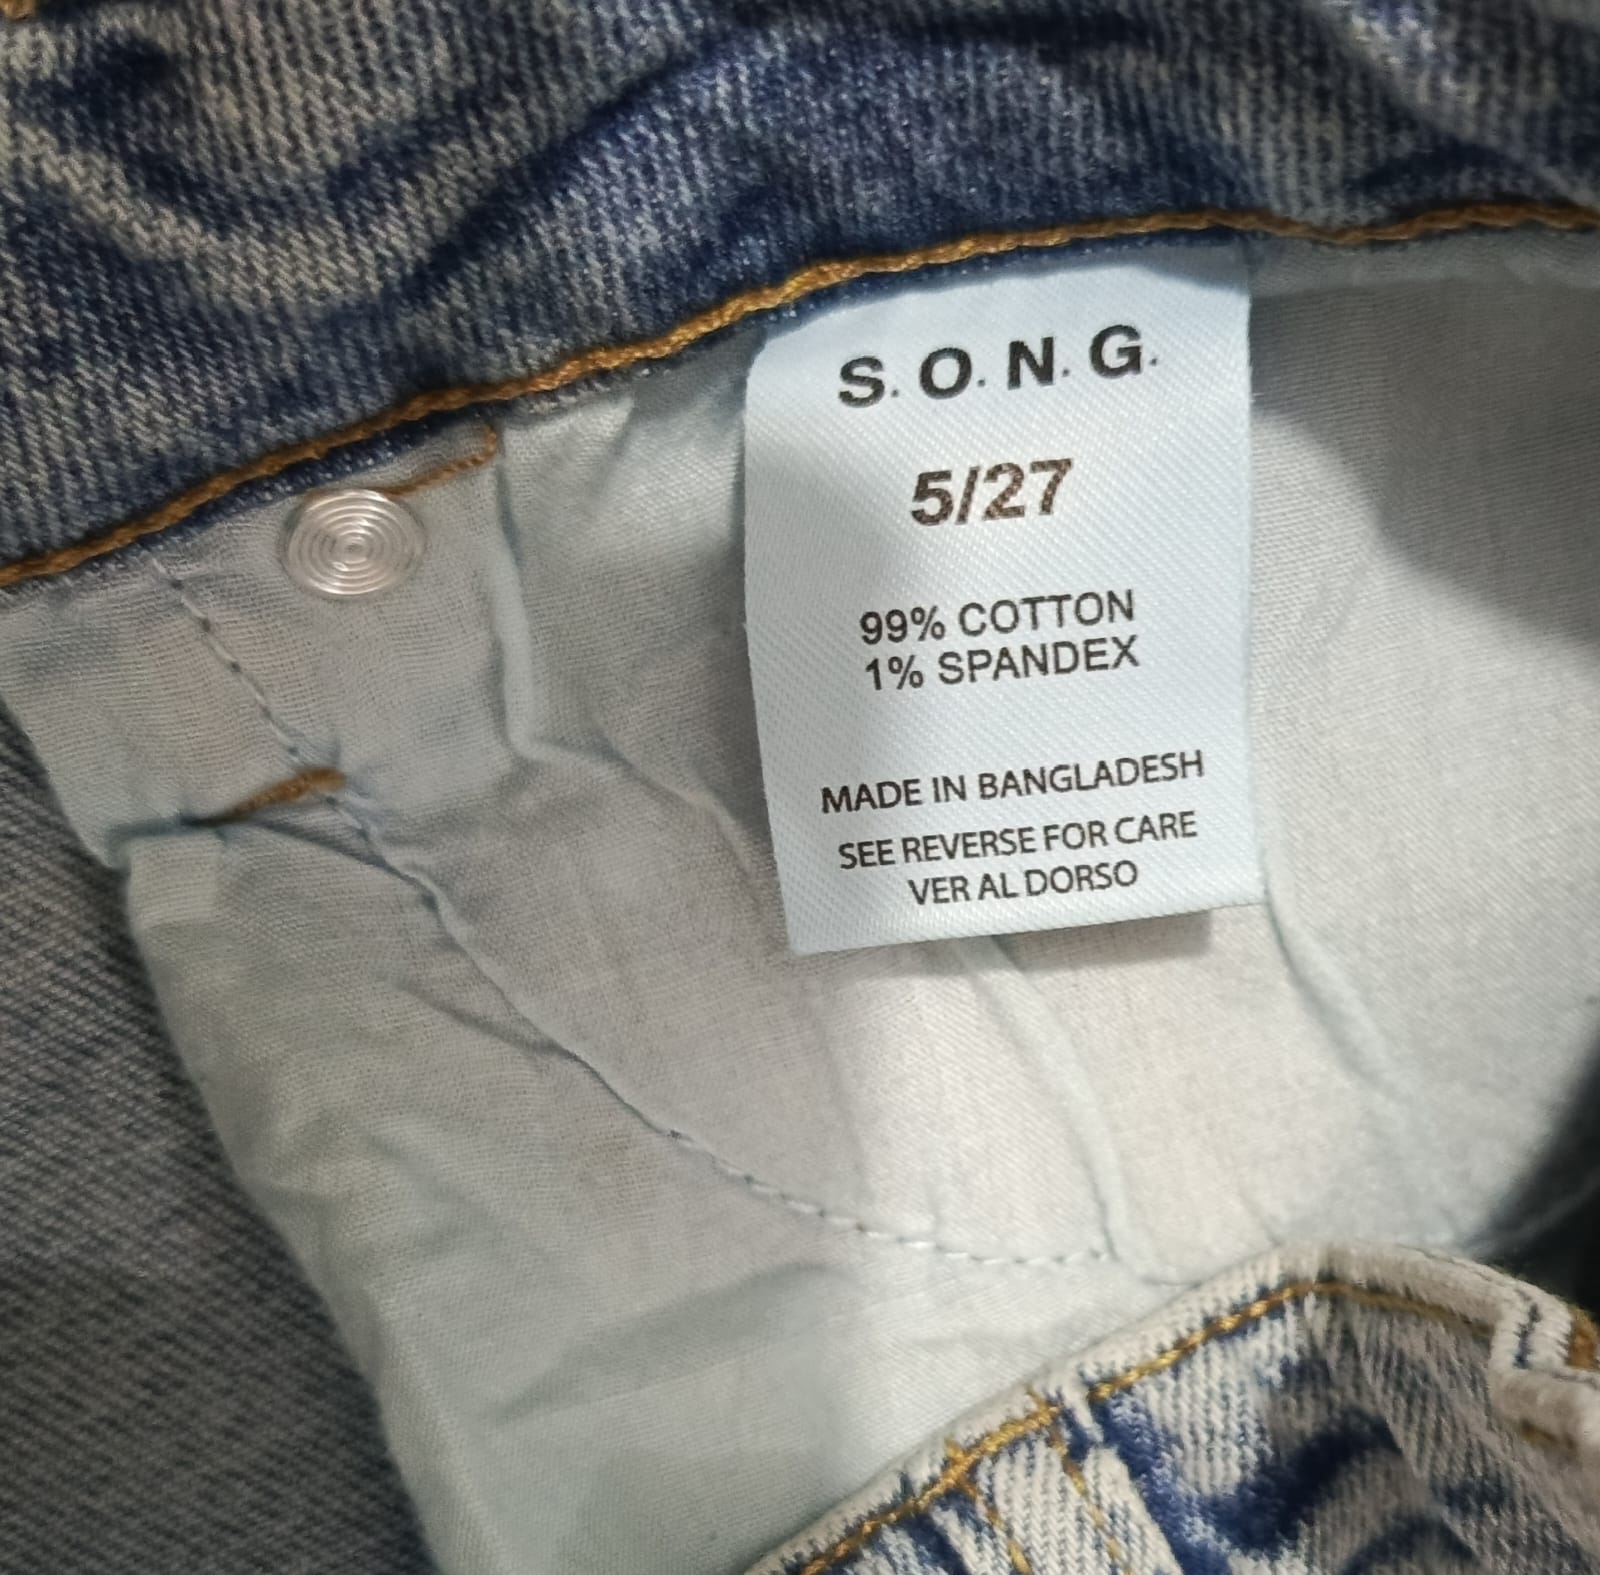 S. O. N. G.
5/27
99% COTTON
1% SPANDEX
MADE IN BANGLADESH
SEE REVERSE FOR CARE
VER AL DORSO